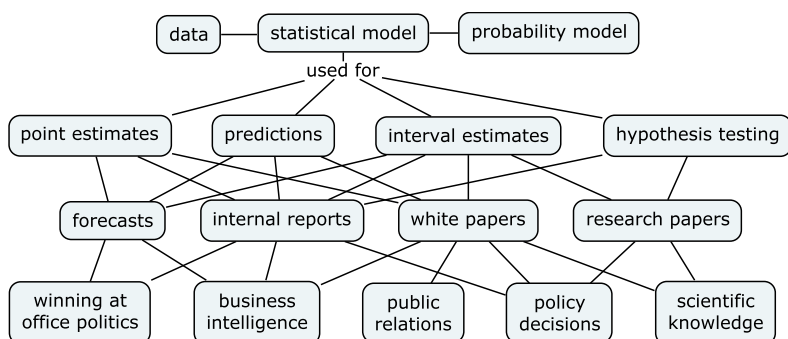 data
statistical model
probability model
used for
point estimates
predictions
interval estimates
hypothesis testing
forecasts
internal reports
white papers
research papers
winning at
office politics
business
intelligence
public
relations
policy
decisions
scientific
knowledge